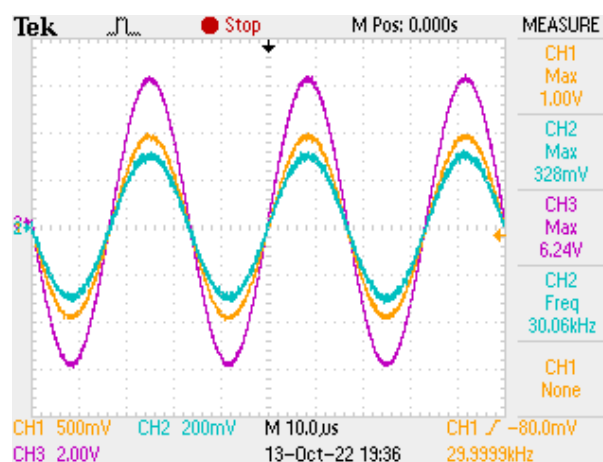 Tek Stop M Pos: 0.000s MEASURE
CH1
Max
1.00V
CH2
Max
328mV
CH3
Max
6.24V
CH2
Freq
30.06kHz
CH1
None
CH1 500mV CH2 200mV M 10.0µs CH1 -80.0mV
CH3 2.00V 13-Oct-22 19:36 29.9999kHz